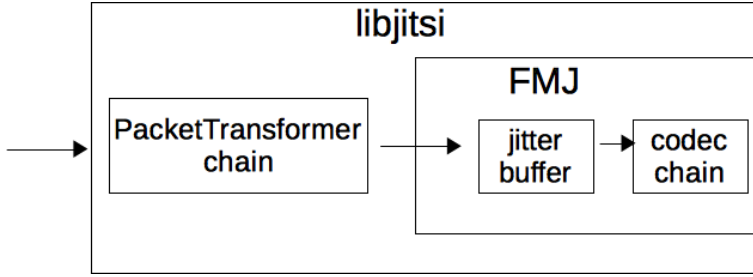 libjitsi
FMJ
PacketTransformer
chain
jitter
buffer
codec
chain